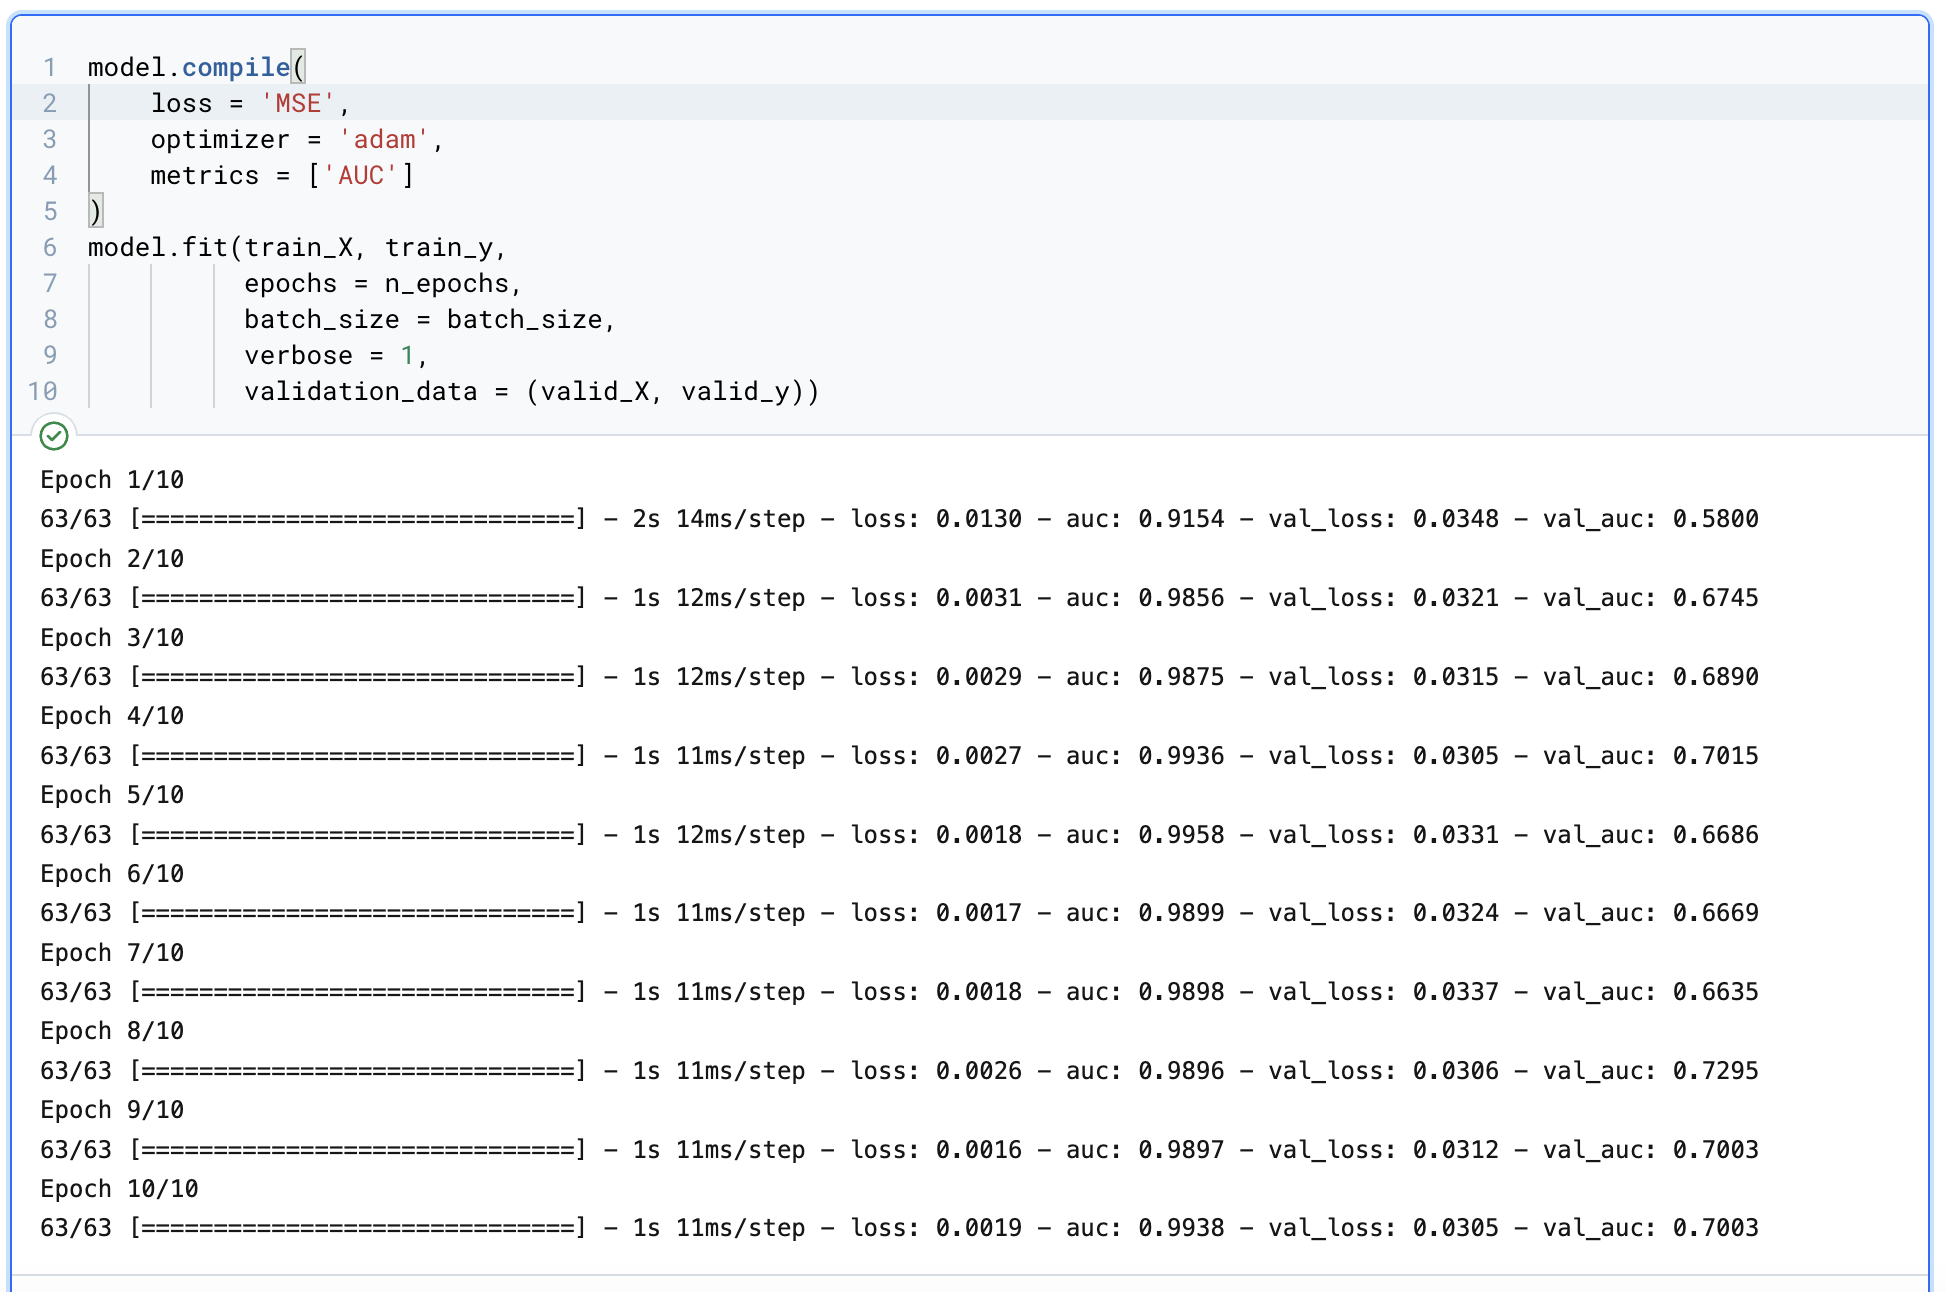 1 model.compile(
2     loss = 'MSE',
3     optimizer = 'adam',
4     metrics = ['AUC']
5 )
6 model.fit(train_X, train_y,
7           epochs = n_epochs,
8           batch_size = batch_size,
9           verbose = 1,
10           validation_data = (valid_X, valid_y))
Epoch 1/10
63/63 [==============================] - 2s 14ms/step - loss: 0.0130 - auc: 0.9154 - val_loss: 0.0348 - val_auc: 0.5800
Epoch 2/10
63/63 [==============================] - 1s 12ms/step - loss: 0.0031 - auc: 0.9856 - val_loss: 0.0321 - val_auc: 0.6745
Epoch 3/10
63/63 [==============================] - 1s 12ms/step - loss: 0.0029 - auc: 0.9875 - val_loss: 0.0315 - val_auc: 0.6890
Epoch 4/10
63/63 [==============================] - 1s 11ms/step - loss: 0.0027 - auc: 0.9936 - val_loss: 0.0305 - val_auc: 0.7015
Epoch 5/10
63/63 [==============================] - 1s 12ms/step - loss: 0.0018 - auc: 0.9958 - val_loss: 0.0331 - val_auc: 0.6686
Epoch 6/10
63/63 [==============================] - 1s 11ms/step - loss: 0.0017 - auc: 0.9899 - val_loss: 0.0324 - val_auc: 0.6669
Epoch 7/10
63/63 [==============================] - 1s 11ms/step - loss: 0.0018 - auc: 0.9898 - val_loss: 0.0337 - val_auc: 0.6635
Epoch 8/10
63/63 [==============================] - 1s 11ms/step - loss: 0.0026 - auc: 0.9896 - val_loss: 0.0306 - val_auc: 0.7295
Epoch 9/10
63/63 [==============================] - 1s 11ms/step - loss: 0.0016 - auc: 0.9897 - val_loss: 0.0312 - val_auc: 0.7003
Epoch 10/10
63/63 [==============================] - 1s 11ms/step - loss: 0.0019 - auc: 0.9938 - val_loss: 0.0305 - val_auc: 0.7003